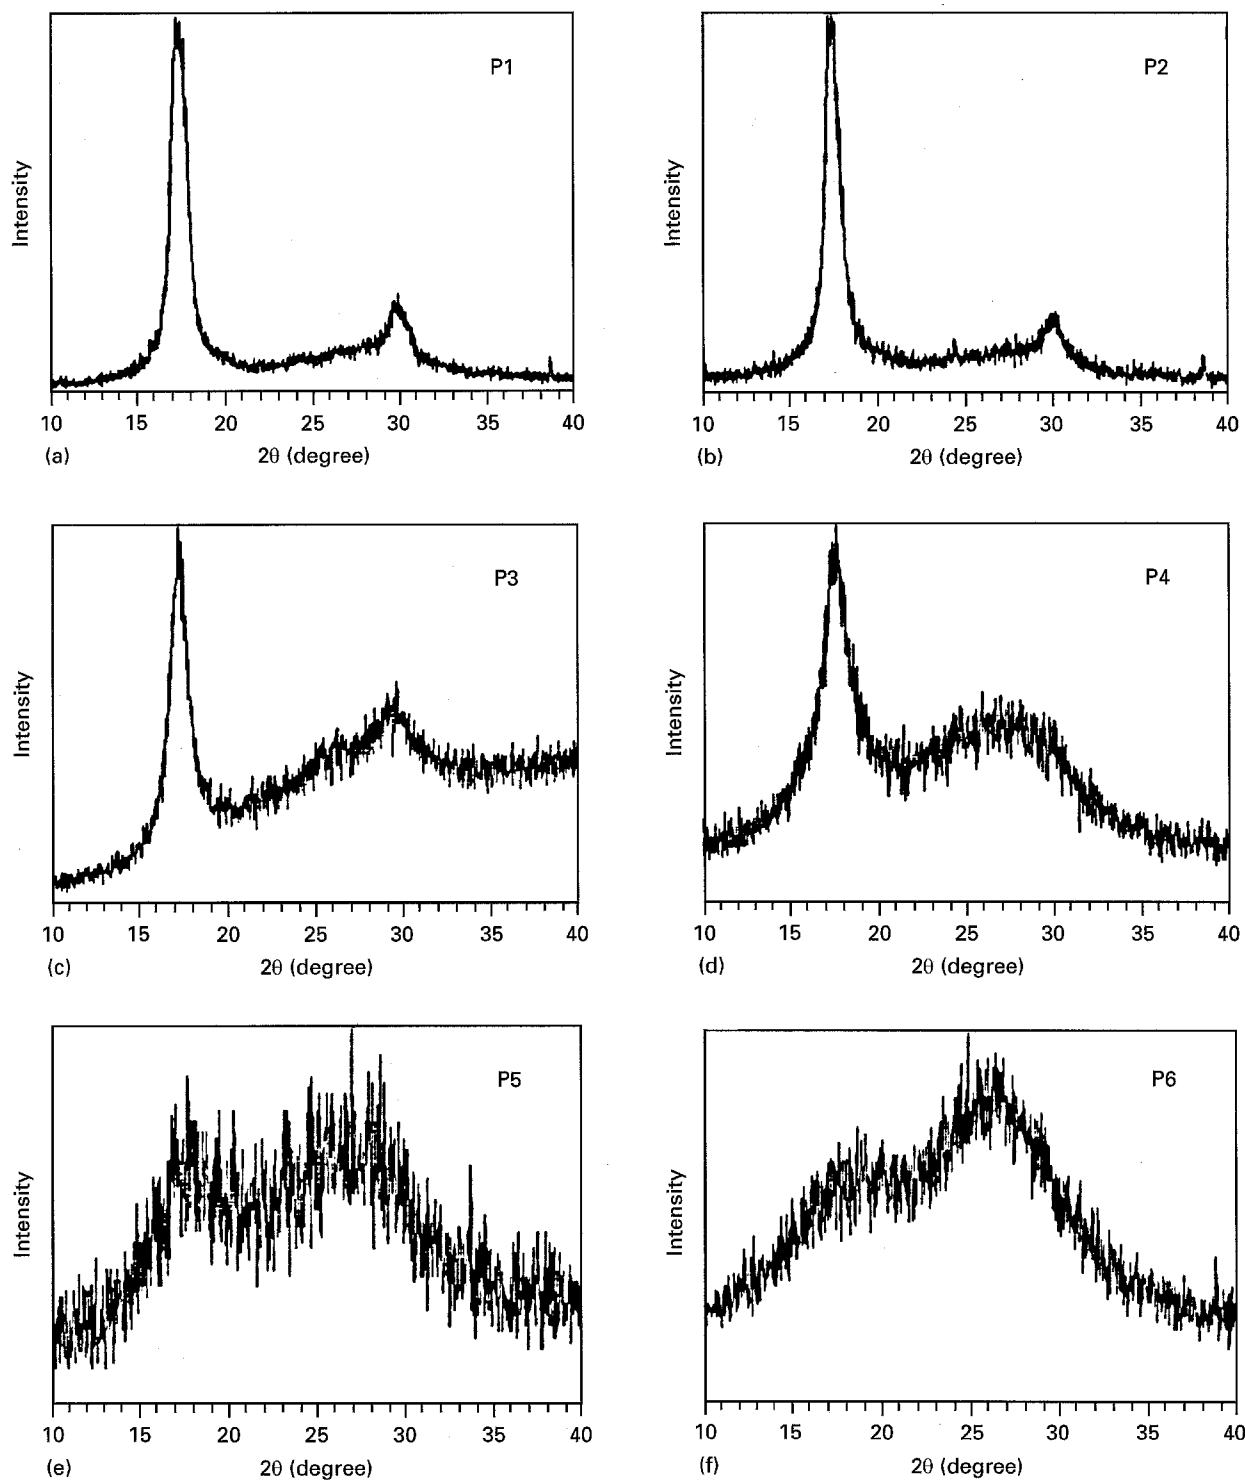 P1
Intensity
10 15 20 25 30 35 40
(a) 2θ (degree)
P2
Intensity
10 15 20 25 30 35 40
(b) 2θ (degree)
P3
Intensity
10 15 20 25 30 35 40
(c) 2θ (degree)
P4
Intensity
10 15 20 25 30 35 40
(d) 2θ (degree)
P5
Intensity
10 15 20 25 30 35 40
(e) 2θ (degree)
P6
Intensity
10 15 20 25 30 35 40
(f) 2θ (degree)